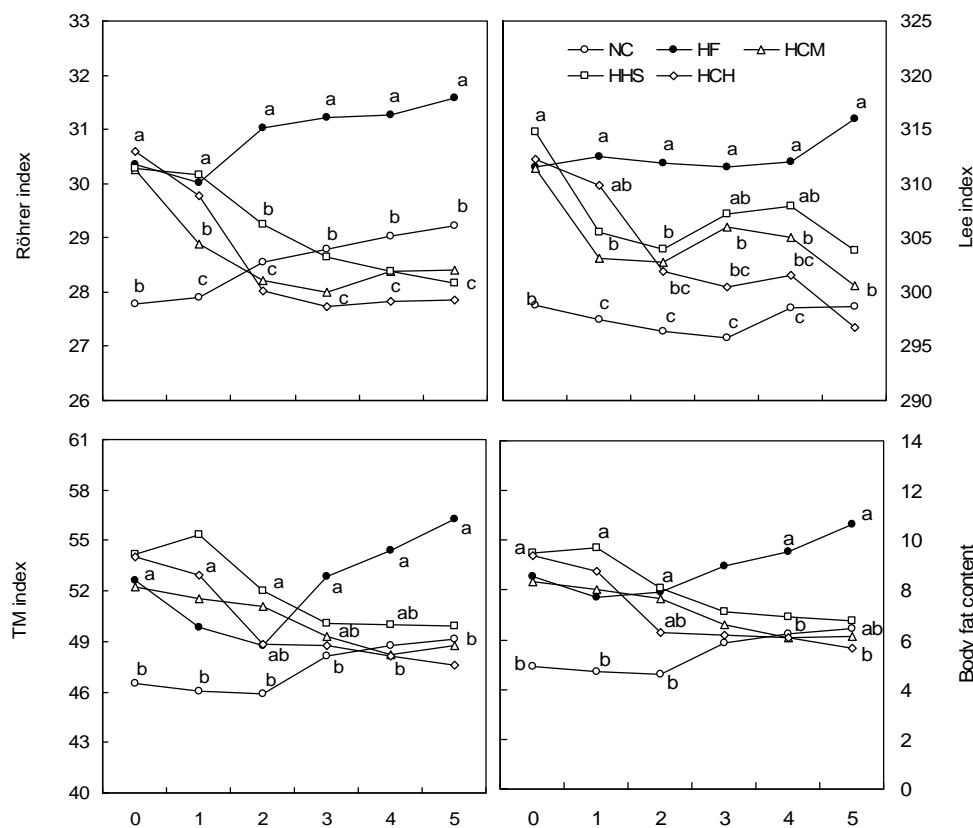 33
32
31
30
29
28
27
26
Röhrer index
a
a
a
a
a
a
b
b
b
b
b
b
c
c
c
c
c
b
NC
HF
HCM
HHS
HCH
325
320
315
310
305
300
295
290
Lee index
a
a
a
a
a
a
ab
ab
ab
b
b
b
b
bc
bc
bc
b
b
c
c
c
c
61
58
55
52
49
46
43
40
TM index
a
a
a
a
a
ab
ab
ab
b
b
b
b
b
b
0
1
2
3
4
5
14
12
10
8
6
4
2
0
Body fat content
a
a
a
a
a
ab
b
ab
b
b
b
b
0
1
2
3
4
5